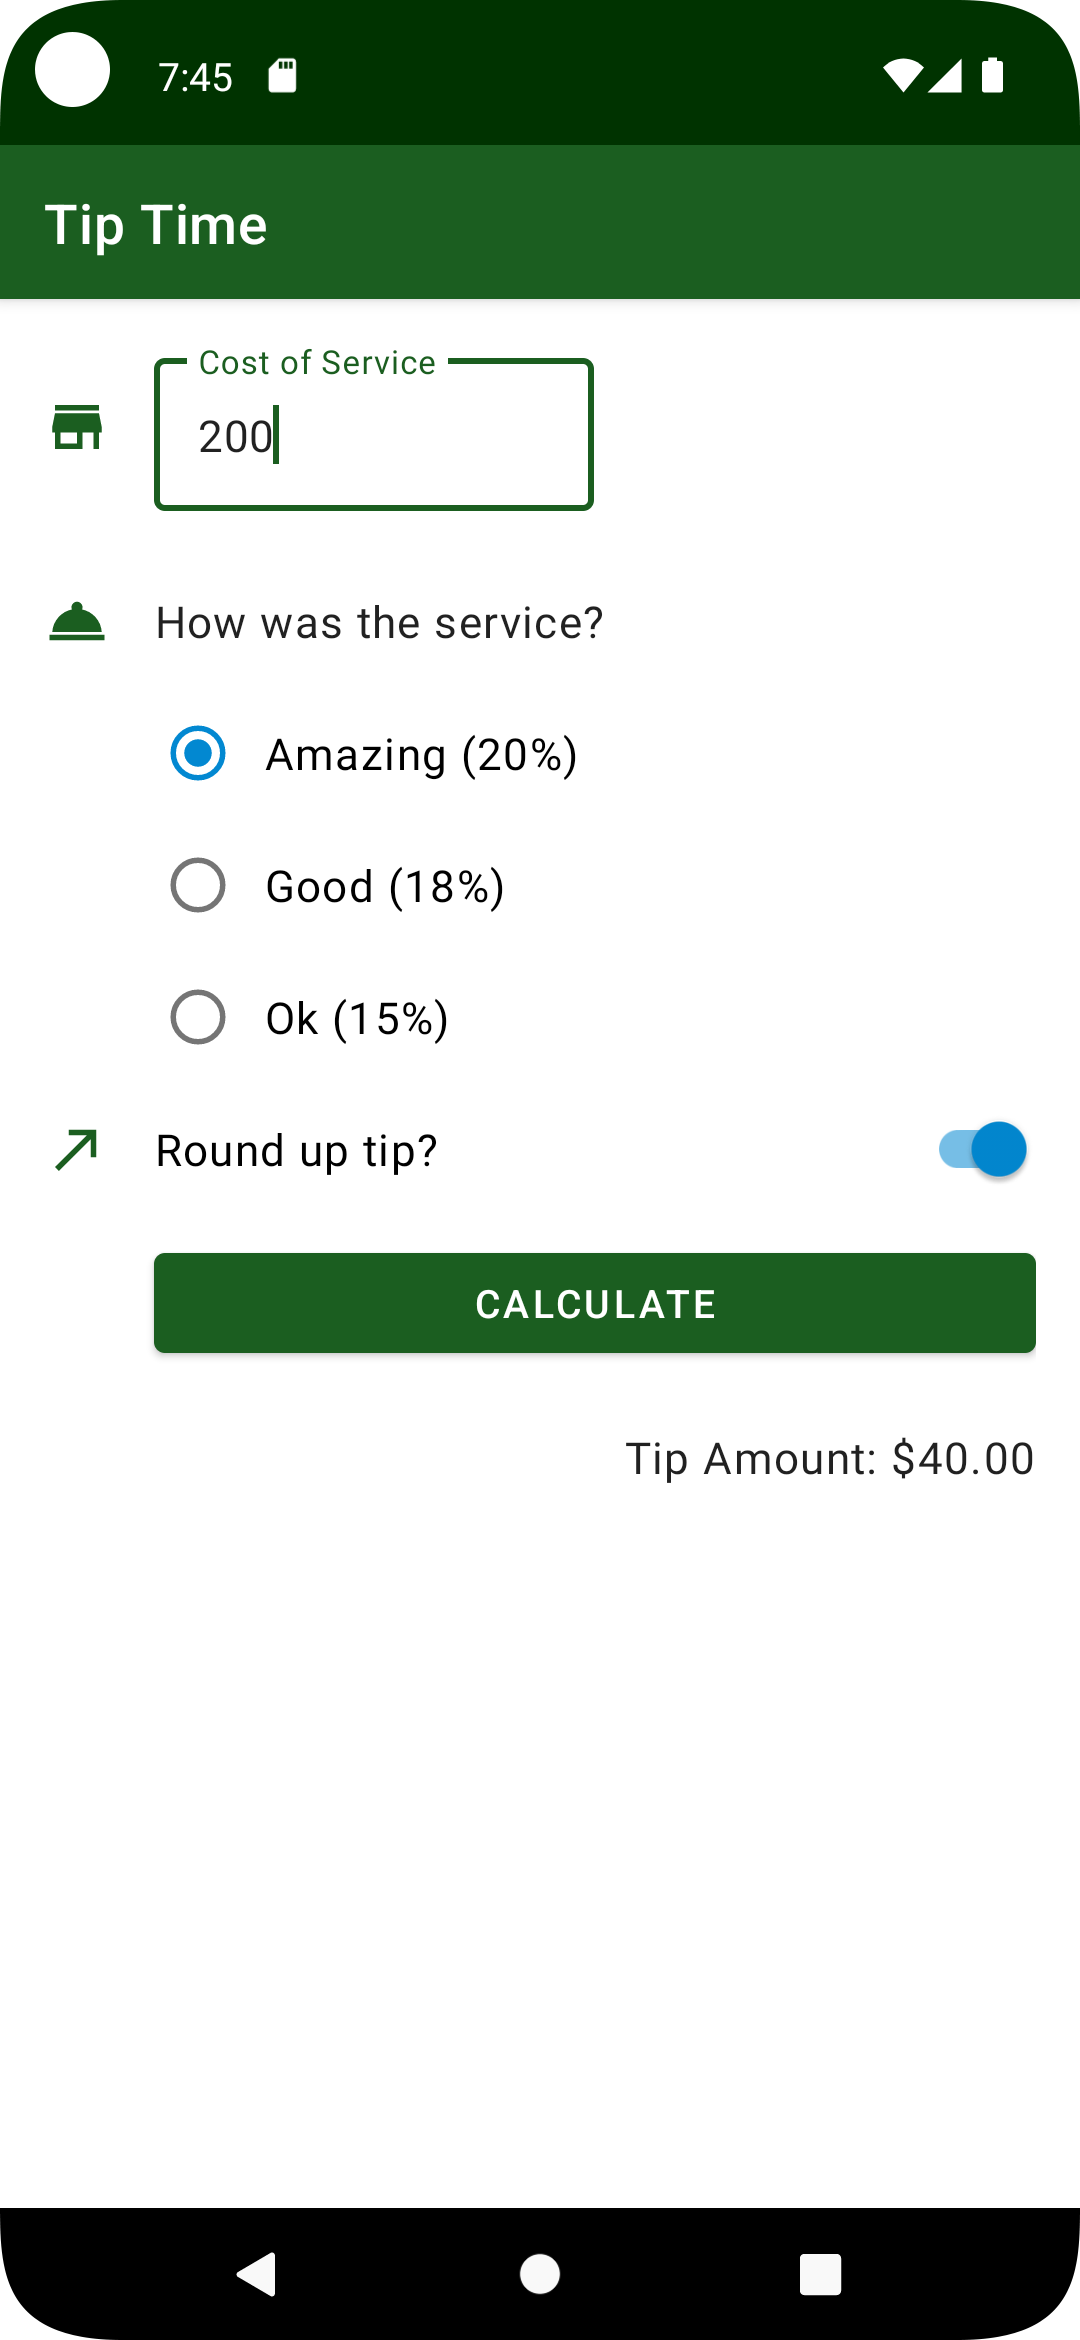 7:45
Tip Time
Cost of Service
200
How was the service?
Amazing (20%)
Good (18%)
Ok (15%)
Round up tip?
CALCULATE
Tip Amount: $40.00